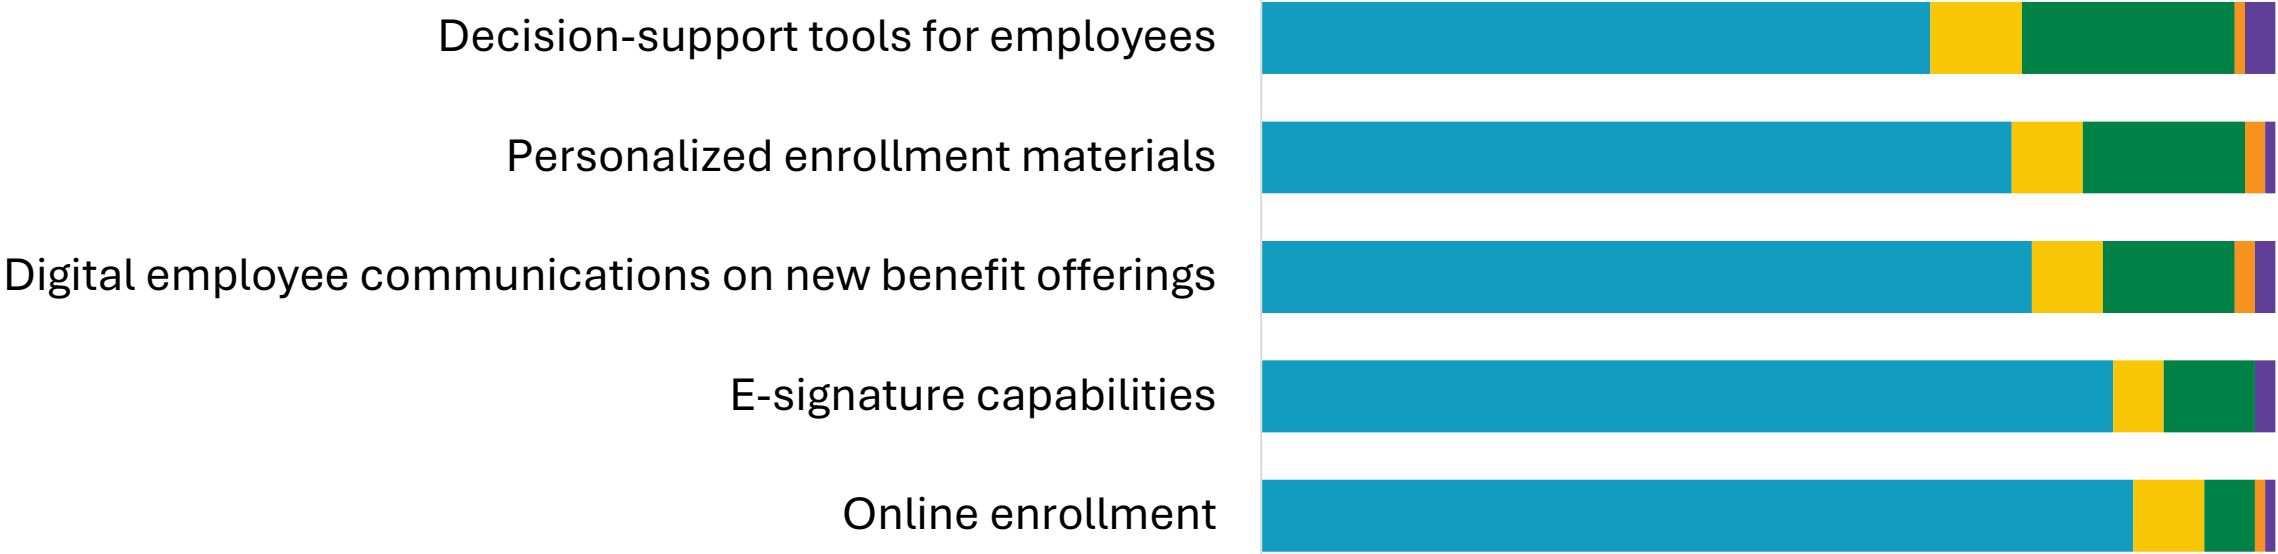 Decision-support tools for employees
Personalized enrollment materials
Digital employee communications on new benefit offerings
E-signature capabilities
Online enrollment